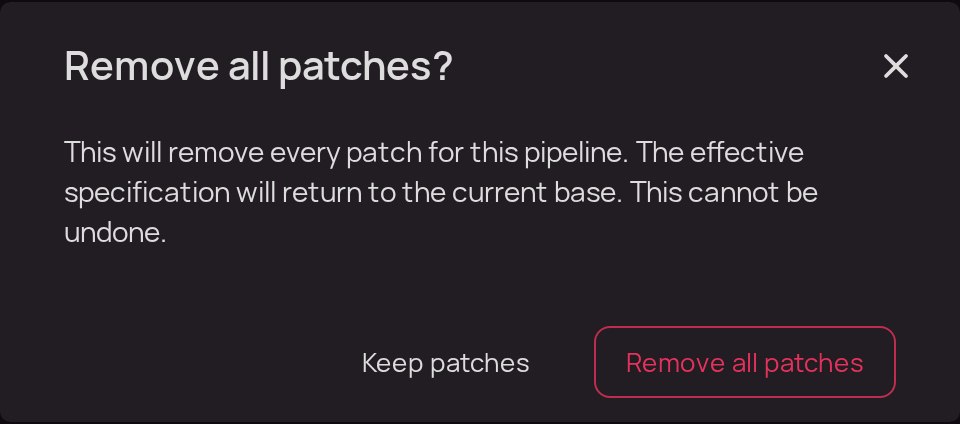 Remove all patches?
This will remove every patch for this pipeline. The effective
specification will return to the current base. This cannot be
undone.
Keep patches
Remove all patches